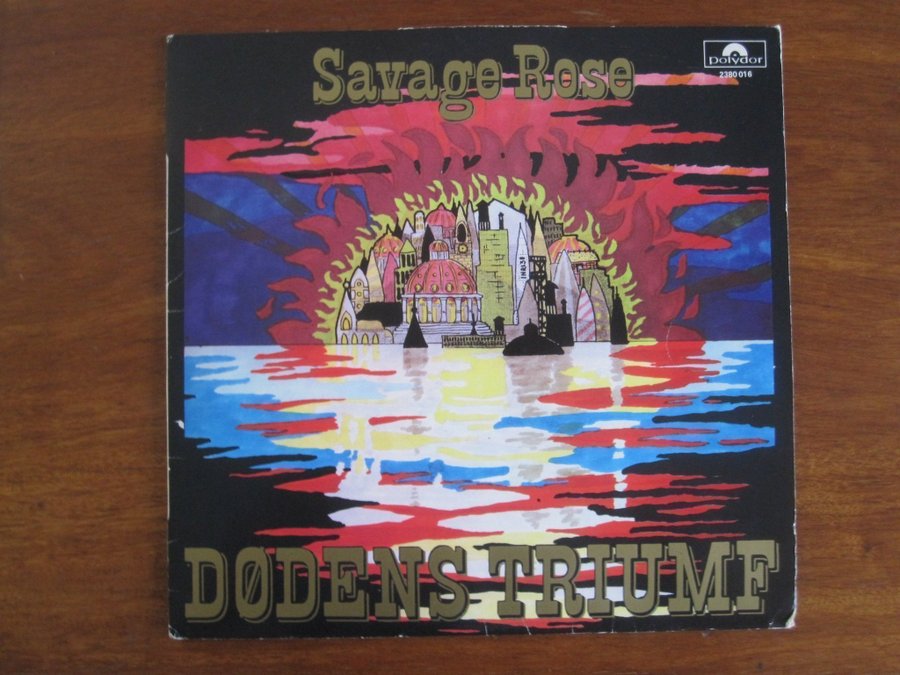 Savage Rose
polydor
2380 016
DØDENS TRIUMF